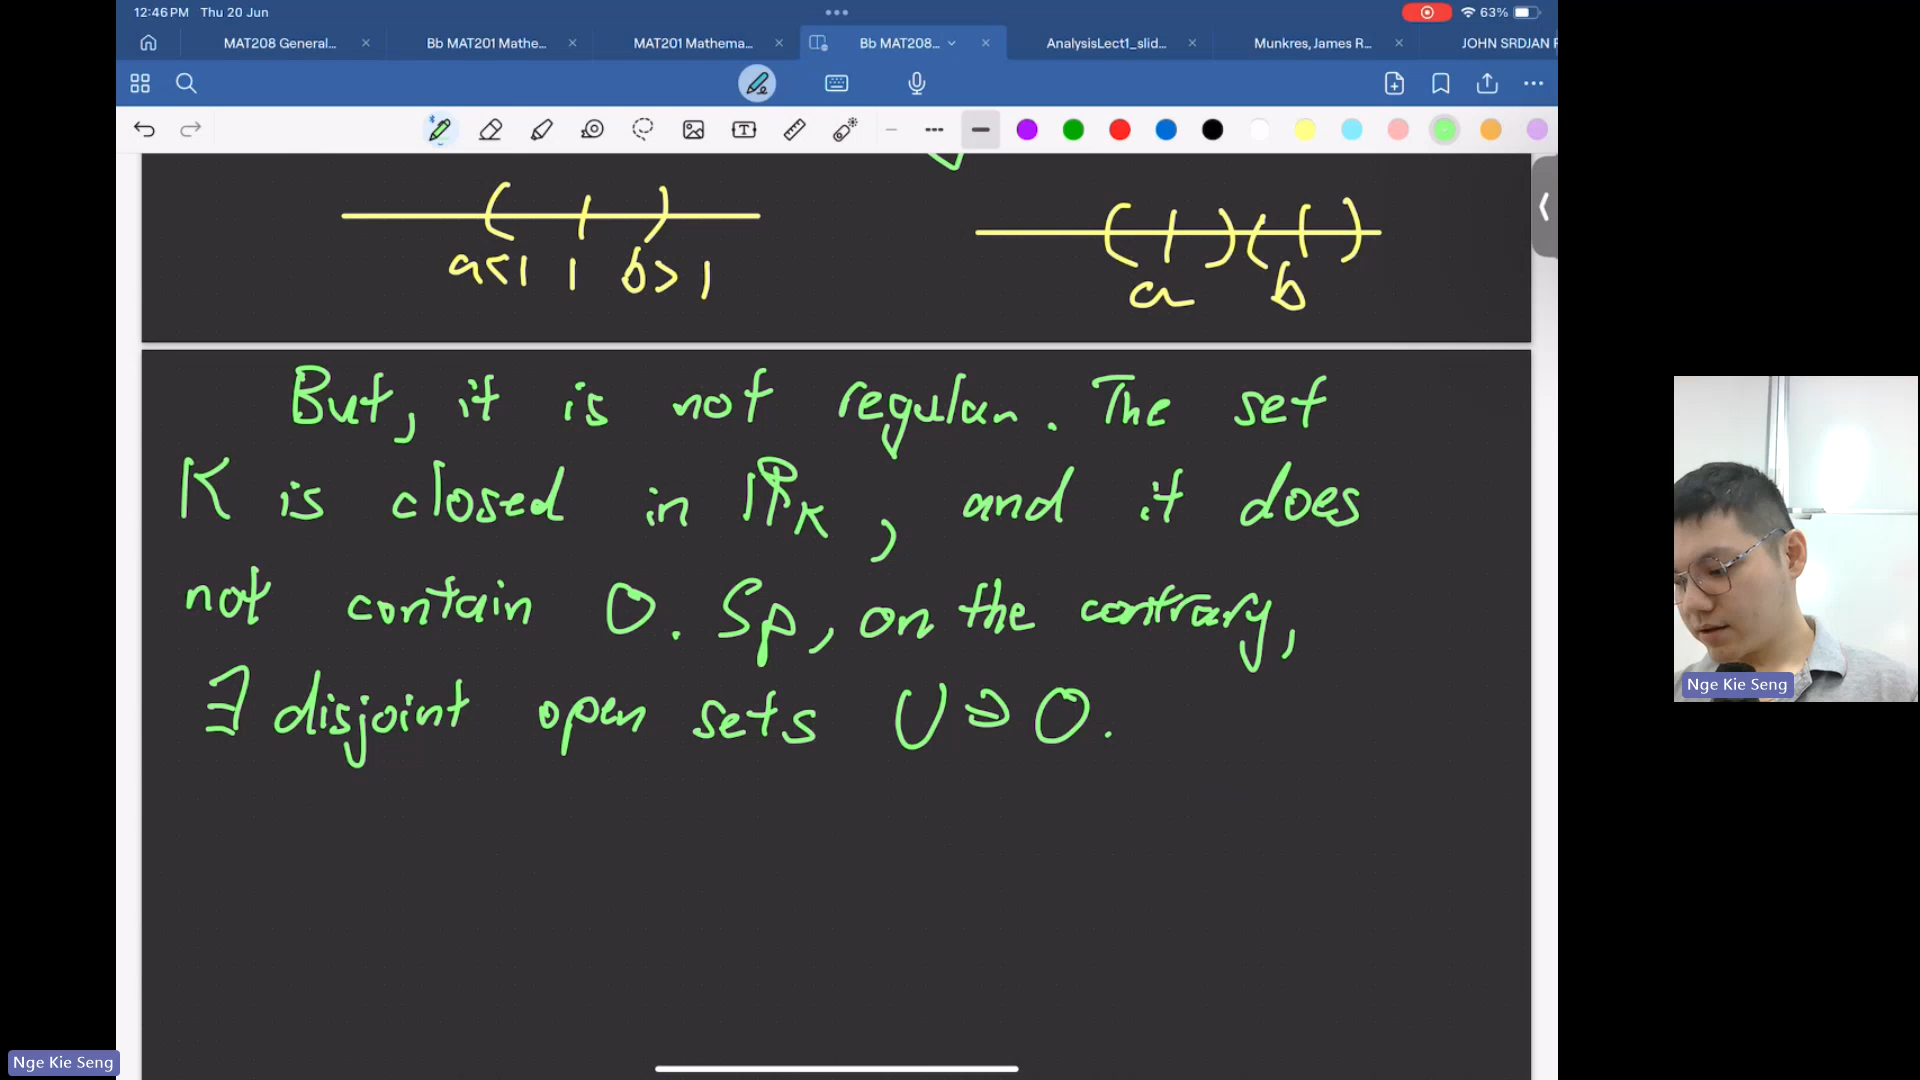 12:46 PM Thu 20 Jun
63%
MAT208 General...
Bb MAT201 Mathe...
MAT201 Mathema...
Bb MAT208...
AnalysisLect1_slid...
Munkres, James R...
JOHN SRDJAN P
a<1 1 b>1
a b
But, it is not regular. The set
K is closed in ℝ_K, and it does
not contain 0. Sp, on the contrary,
∃ disjoint open sets U ∋ 0.
Nge Kie Seng
Nge Kie Seng